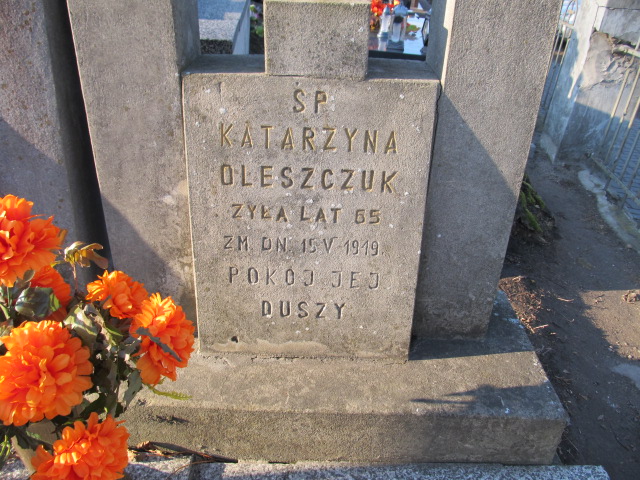 ŚP.
KATARZYNA
OLESZCZUK
ŻYŁA LAT 65
ZM. DN. 15-V-1919.
POKÓJ JEJ
DUSZY